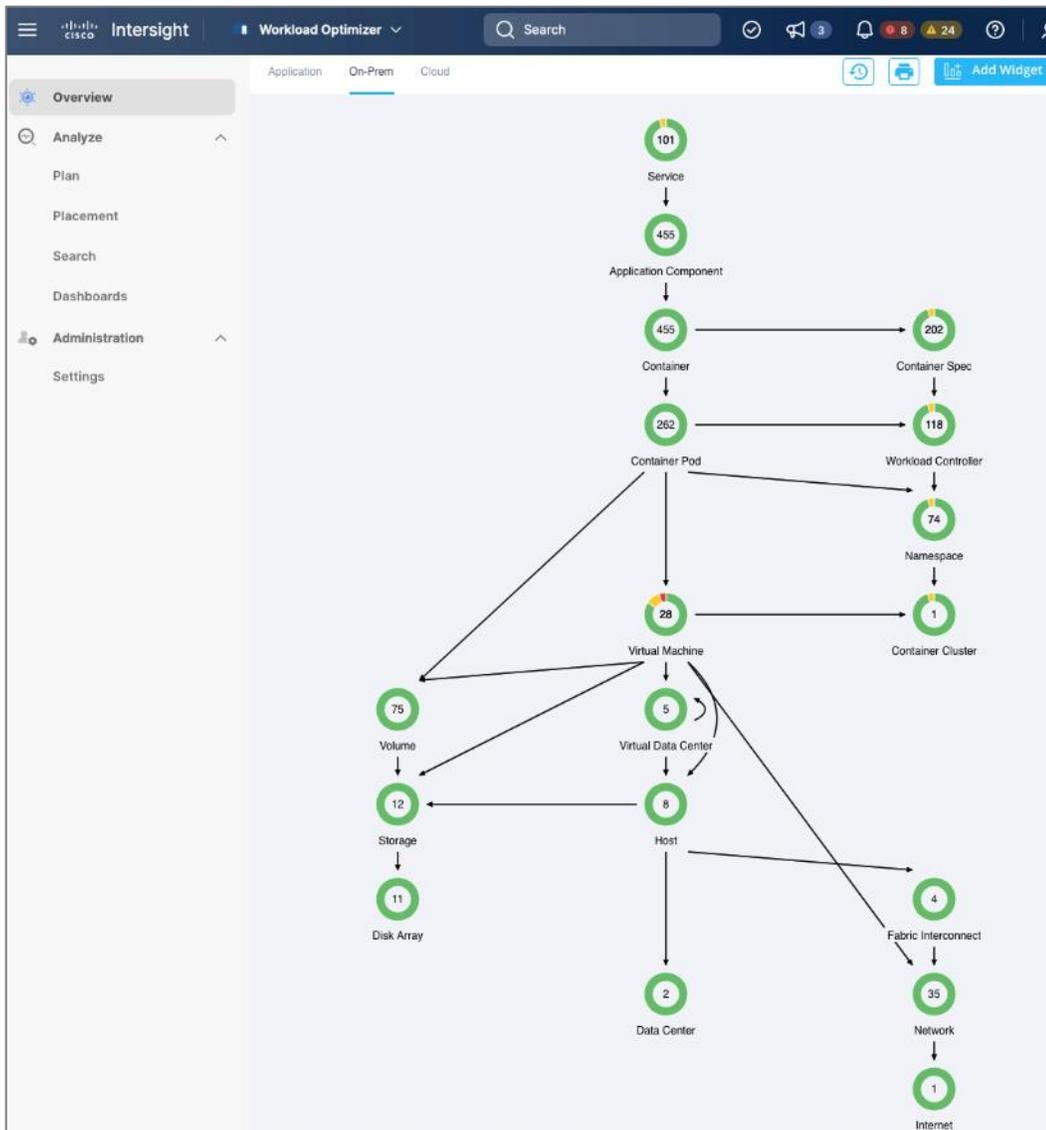 cisco Intersight Workload Optimizer Search 3 8 24
Application On-Prem Cloud Add Widget
Overview
Analyze
Plan
Placement
Search
Dashboards
Administration
Settings
101
Service
455
Application Component
455 202
Container Container Spec
262 118
Container Pod Workload Controller
74
Namespace
28 1
Virtual Machine Container Cluster
75 5
Volume Virtual Data Center
12 8
Storage Host
11 4
Disk Array Fabric Interconnect
2 35
Data Center Network
1
Internet